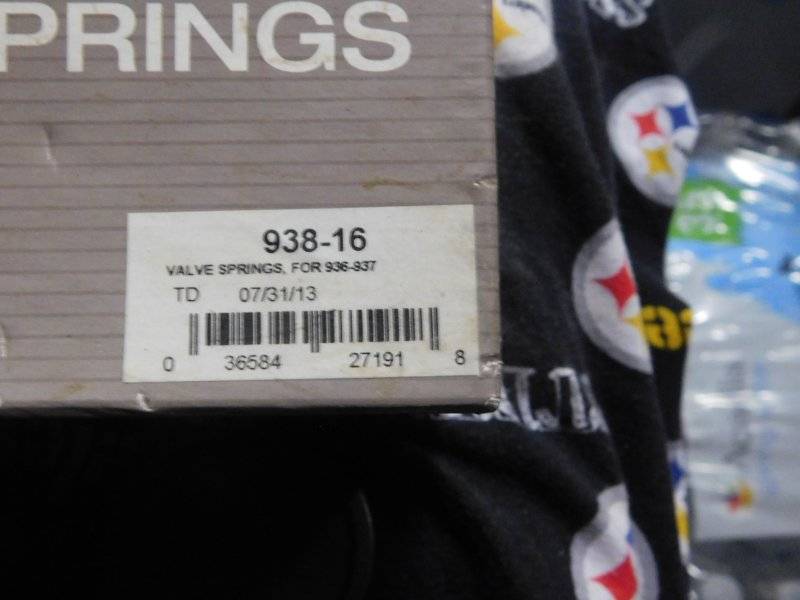 PRINGS
938-16
VALVE SPRINGS, FOR 936-937
TD 07/31/13
0 36584 27191 8